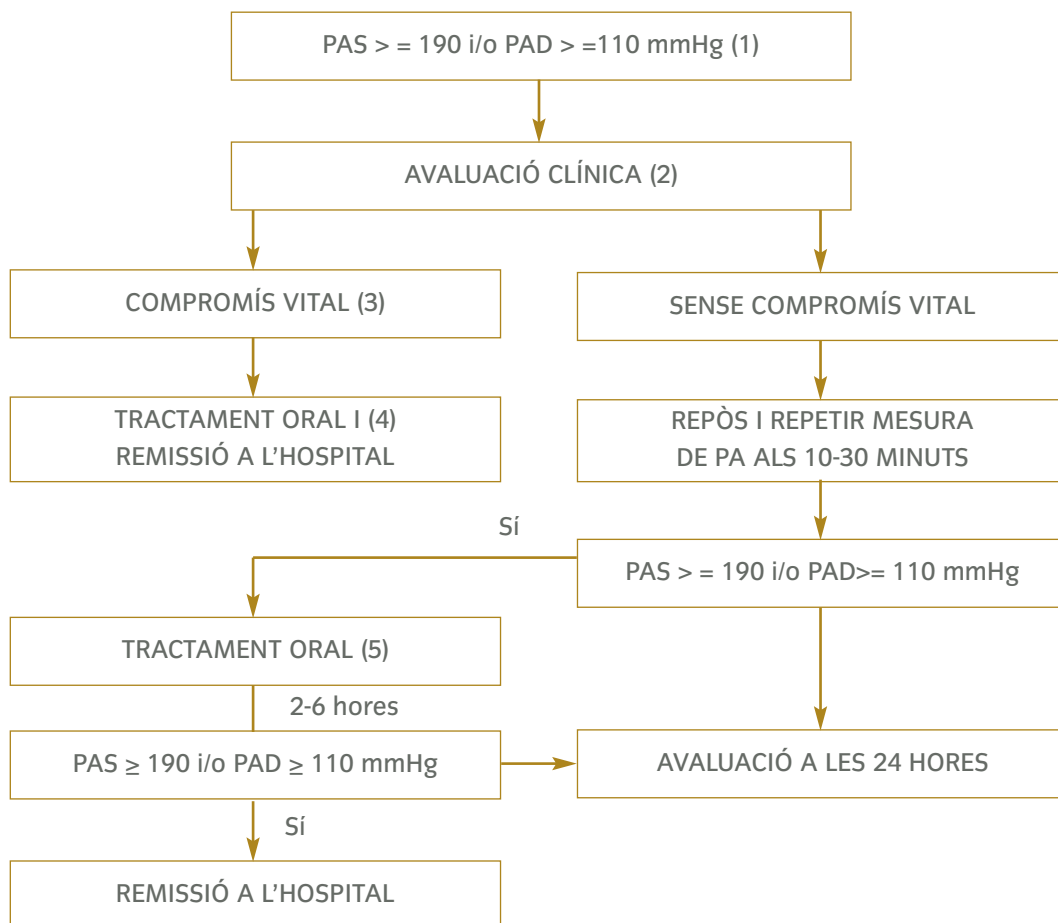 PAS > = 190 i/o PAD > =110 mmHg (1)
AVALUACIÓ CLÍNICA (2)
COMPROMÍS VITAL (3)
SENSE COMPROMÍS VITAL
TRACTAMENT ORAL I (4)
REMISSIÓ A L’HOSPITAL
REPÒS I REPETIR MESURA
DE PA ALS 10-30 MINUTS
Sí
PAS > = 190 i/o PAD>= 110 mmHg
TRACTAMENT ORAL (5)
2-6 hores
PAS ≥ 190 i/o PAD ≥ 110 mmHg
AVALUACIÓ A LES 24 HORES
Sí
REMISSIÓ A L’HOSPITAL